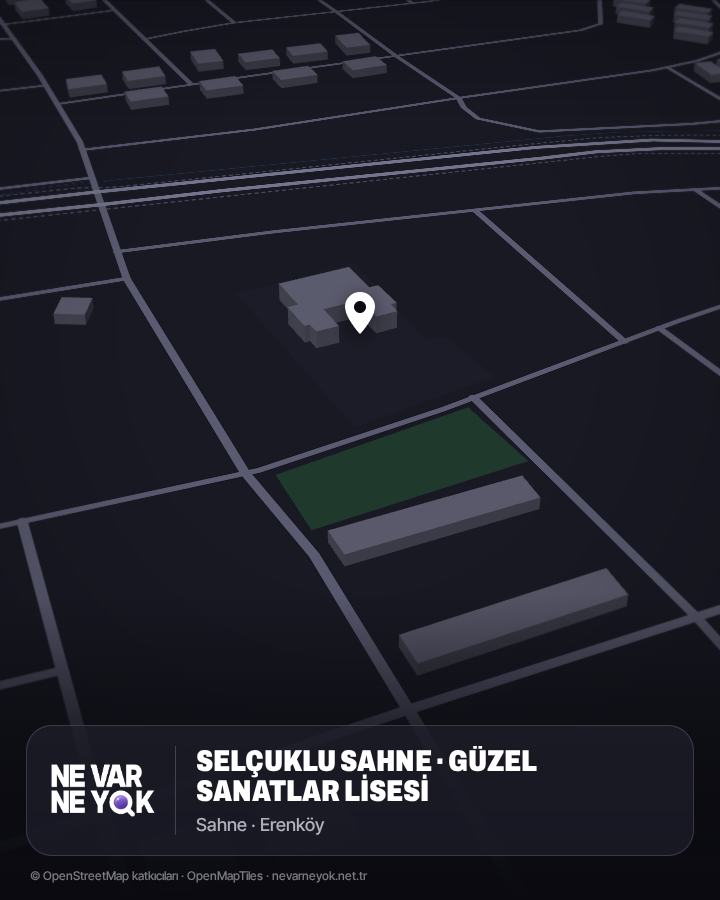 NE VAR
NE YOK
SELÇUKLU SAHNE · GÜZEL
SANATLAR LİSESİ
Sahne · Erenköy
© OpenStreetMap katkıcıları · OpenMapTiles · nevarneyok.net.tr